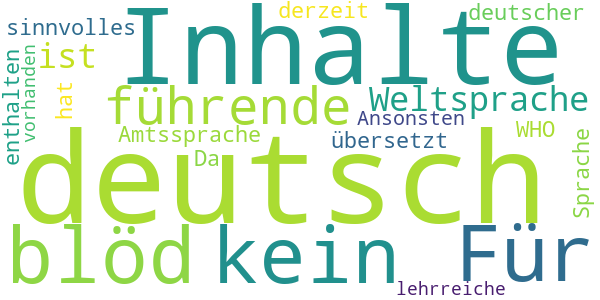 derzeit
deutscher
sinnvolles
Inhalte
ist
enthalten
vorhanden
hat
führende
Weltsprache
Ansonsten
Amtssprache
übersetzt
WHO
Da
Sprache
deutsch
blöd
kein
Für
lehrreiche